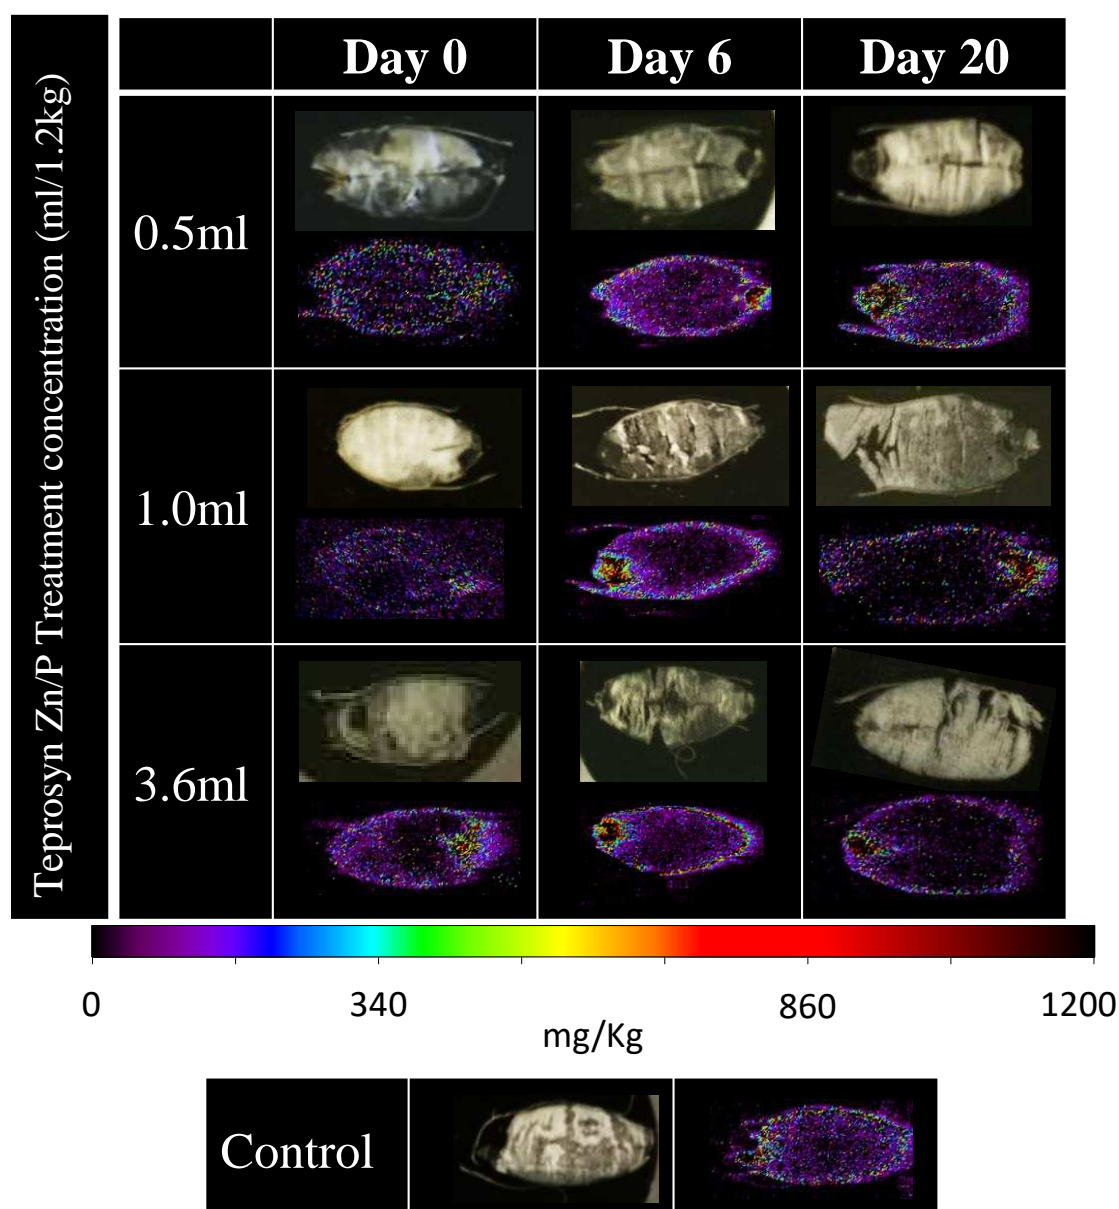 Teprosyn Zn/P Treatment concentration (ml/1.2kg)
Day 0
Day 6
Day 20
0.5ml
1.0ml
3.6ml
0
340
860
1200
mg/Kg
Control